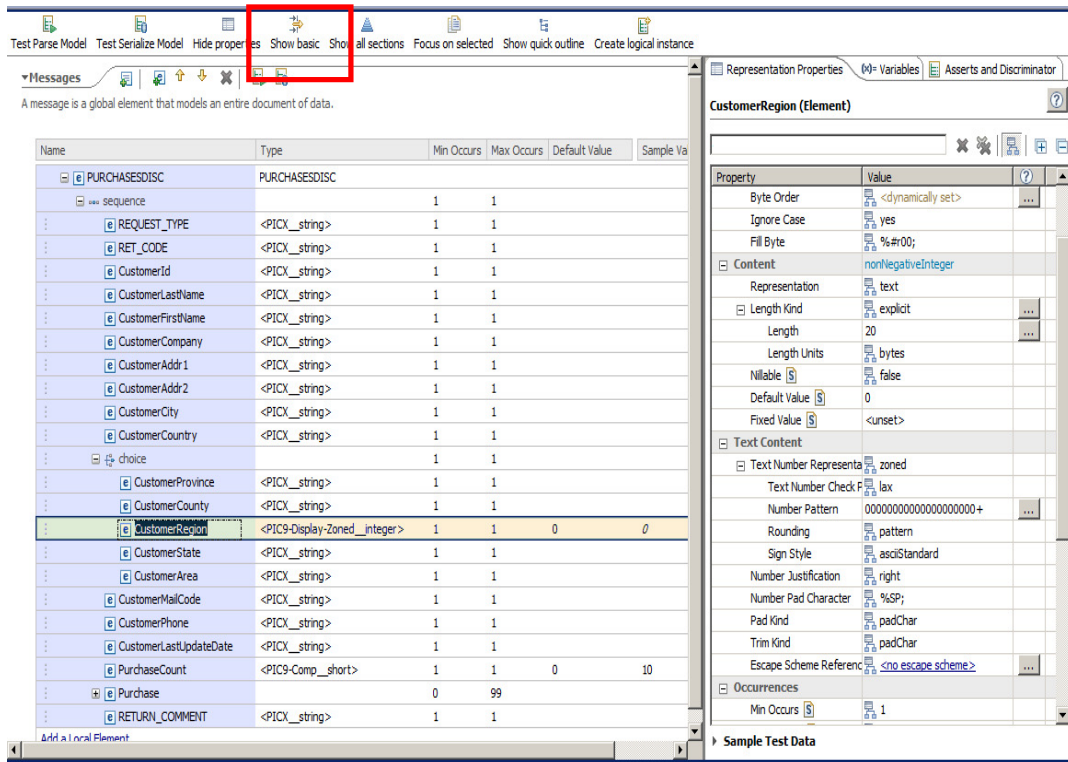 Test Parse Model Test Serialize Model Hide properties Show basic Show all sections Focus on selected Show quick outline Create logical instance
Messages
A message is a global element that models an entire document of data.
Name Type Min Occurs Max Occurs Default Value Sample Va
PURCHASESDISC PURCHASESDISC
sequence 1 1
REQUEST_TYPE <PICX__string> 1 1
RET_CODE <PICX__string> 1 1
CustomerId <PICX__string> 1 1
CustomerLastName <PICX__string> 1 1
CustomerFirstName <PICX__string> 1 1
CustomerCompany <PICX__string> 1 1
CustomerAddr1 <PICX__string> 1 1
CustomerAddr2 <PICX__string> 1 1
CustomerCity <PICX__string> 1 1
CustomerCountry <PICX__string> 1 1
choice 1 1
CustomerProvince <PICX__string> 1 1
CustomerCounty <PICX__string> 1 1
CustomerRegion <PIC9-Display-Zoned__integer> 1 1 0 0
CustomerState <PICX__string> 1 1
CustomerArea <PICX__string> 1 1
CustomerMailCode <PICX__string> 1 1
CustomerPhone <PICX__string> 1 1
CustomerLastUpdateDate <PICX__string> 1 1
PurchaseCount <PIC9-Comp__short> 1 1 0 10
Purchase 0 99
RETURN_COMMENT <PICX__string> 1 1
Add a Local Element
Representation Properties (x)= Variables Asserts and Discriminator
CustomerRegion (Element)
Property Value
Byte Order <dynamically set> ...
Ignore Case yes
Fill Byte %#r00;
Content nonNegativeInteger
Representation text
Length Kind explicit ...
Length 20 ...
Length Units bytes
Nillable S false
Default Value S 0
Fixed Value S <unset>
Text Content
Text Number Representa zoned
Text Number Check P lax
Number Pattern 00000000000000000000+ ...
Rounding pattern
Sign Style asciiStandard
Number Justification right
Number Pad Character %SP;
Pad Kind padChar
Trim Kind padChar
Escape Scheme Referenc <no escape scheme> ...
Occurrences
Min Occurs S 1
Sample Test Data